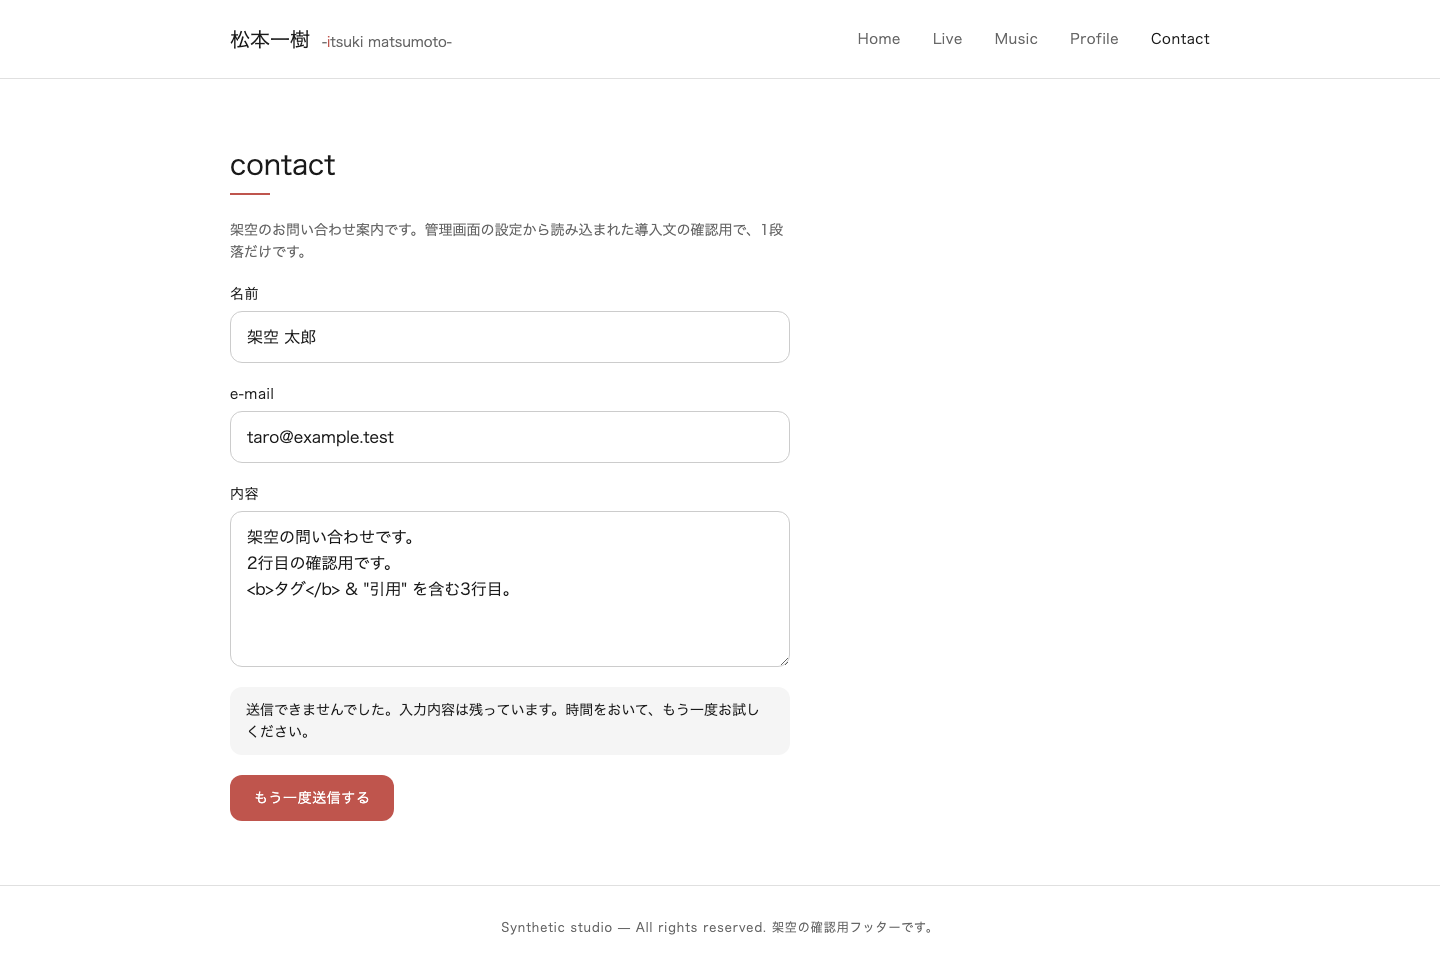 松本一樹 -itsuki matsumoto-
Home Live Music Profile Contact
contact
架空のお問い合わせ案内です。管理画面の設定から読み込まれた導入文の確認用で、1段
落だけです。
名前
架空 太郎
e-mail
taro@example.test
内容
架空の問い合わせです。
2行目の確認用です。
<b>タグ</b> & "引用" を含む3行目。
送信できませんでした。入力内容は残っています。時間をおいて、もう一度お試し
ください。
もう一度送信する
Synthetic studio — All rights reserved. 架空の確認用フッターです。